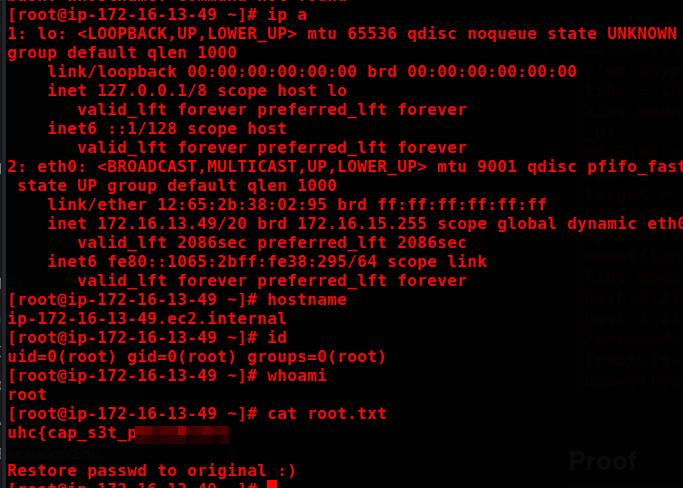 [root@ip-172-16-13-49 ~]# ip a
1: lo: <LOOPBACK,UP,LOWER_UP> mtu 65536 qdisc noqueue state UNKNOWN
group default qlen 1000
    link/loopback 00:00:00:00:00:00 brd 00:00:00:00:00:00
    inet 127.0.0.1/8 scope host lo
       valid_lft forever preferred_lft forever
    inet6 ::1/128 scope host
       valid_lft forever preferred_lft forever
2: eth0: <BROADCAST,MULTICAST,UP,LOWER_UP> mtu 9001 qdisc pfifo_fast
 state UP group default qlen 1000
    link/ether 12:65:2b:38:02:95 brd ff:ff:ff:ff:ff:ff
    inet 172.16.13.49/20 brd 172.16.15.255 scope global dynamic eth0
       valid_lft 2086sec preferred_lft 2086sec
    inet6 fe80::1065:2bff:fe38:295/64 scope link
       valid_lft forever preferred_lft forever
[root@ip-172-16-13-49 ~]# hostname
ip-172-16-13-49.ec2.internal
[root@ip-172-16-13-49 ~]# id
uid=0(root) gid=0(root) groups=0(root)
[root@ip-172-16-13-49 ~]# whoami
root
[root@ip-172-16-13-49 ~]# cat root.txt
uhc{cap_s3t_p
Proof
Restore passwd to original :)
[root@ip-172-16-13-49 ~]#